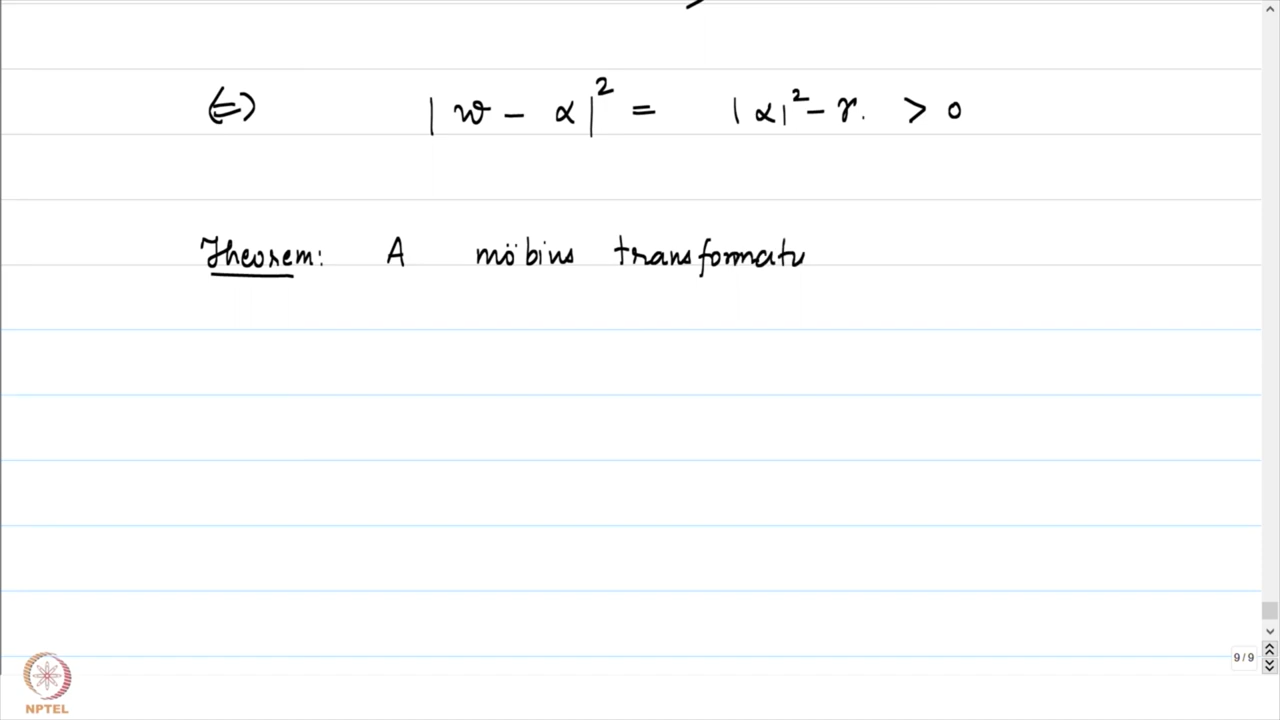 (⇔) | w - α |² = | α |² - r. > 0
Theorem: A möbius transformatu
9 / 9
NPTEL